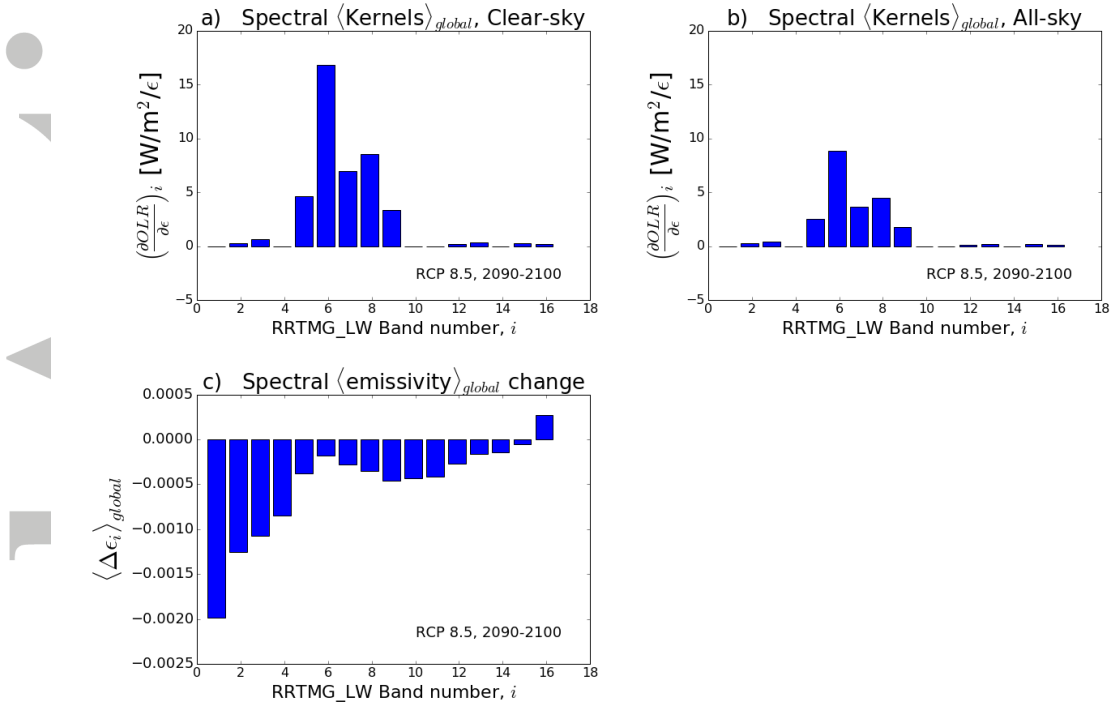 a) Spectral ⟨Kernels⟩global, Clear-sky
20
15
10
5
0
−5
(∂OLR/∂ϵ)i [W/m²/ϵ]
RCP 8.5, 2090-2100
0 2 4 6 8 10 12 14 16 18
RRTMG_LW Band number, i
b) Spectral ⟨Kernels⟩global, All-sky
20
15
10
5
0
−5
(∂OLR/∂ϵ)i [W/m²/ϵ]
RCP 8.5, 2090-2100
0 2 4 6 8 10 12 14 16 18
RRTMG_LW Band number, i
c) Spectral ⟨emissivity⟩global change
0.0005
0.0000
−0.0005
−0.0010
−0.0015
−0.0020
−0.0025
⟨Δϵi⟩global
RCP 8.5, 2090-2100
0 2 4 6 8 10 12 14 16 18
RRTMG_LW Band number, i